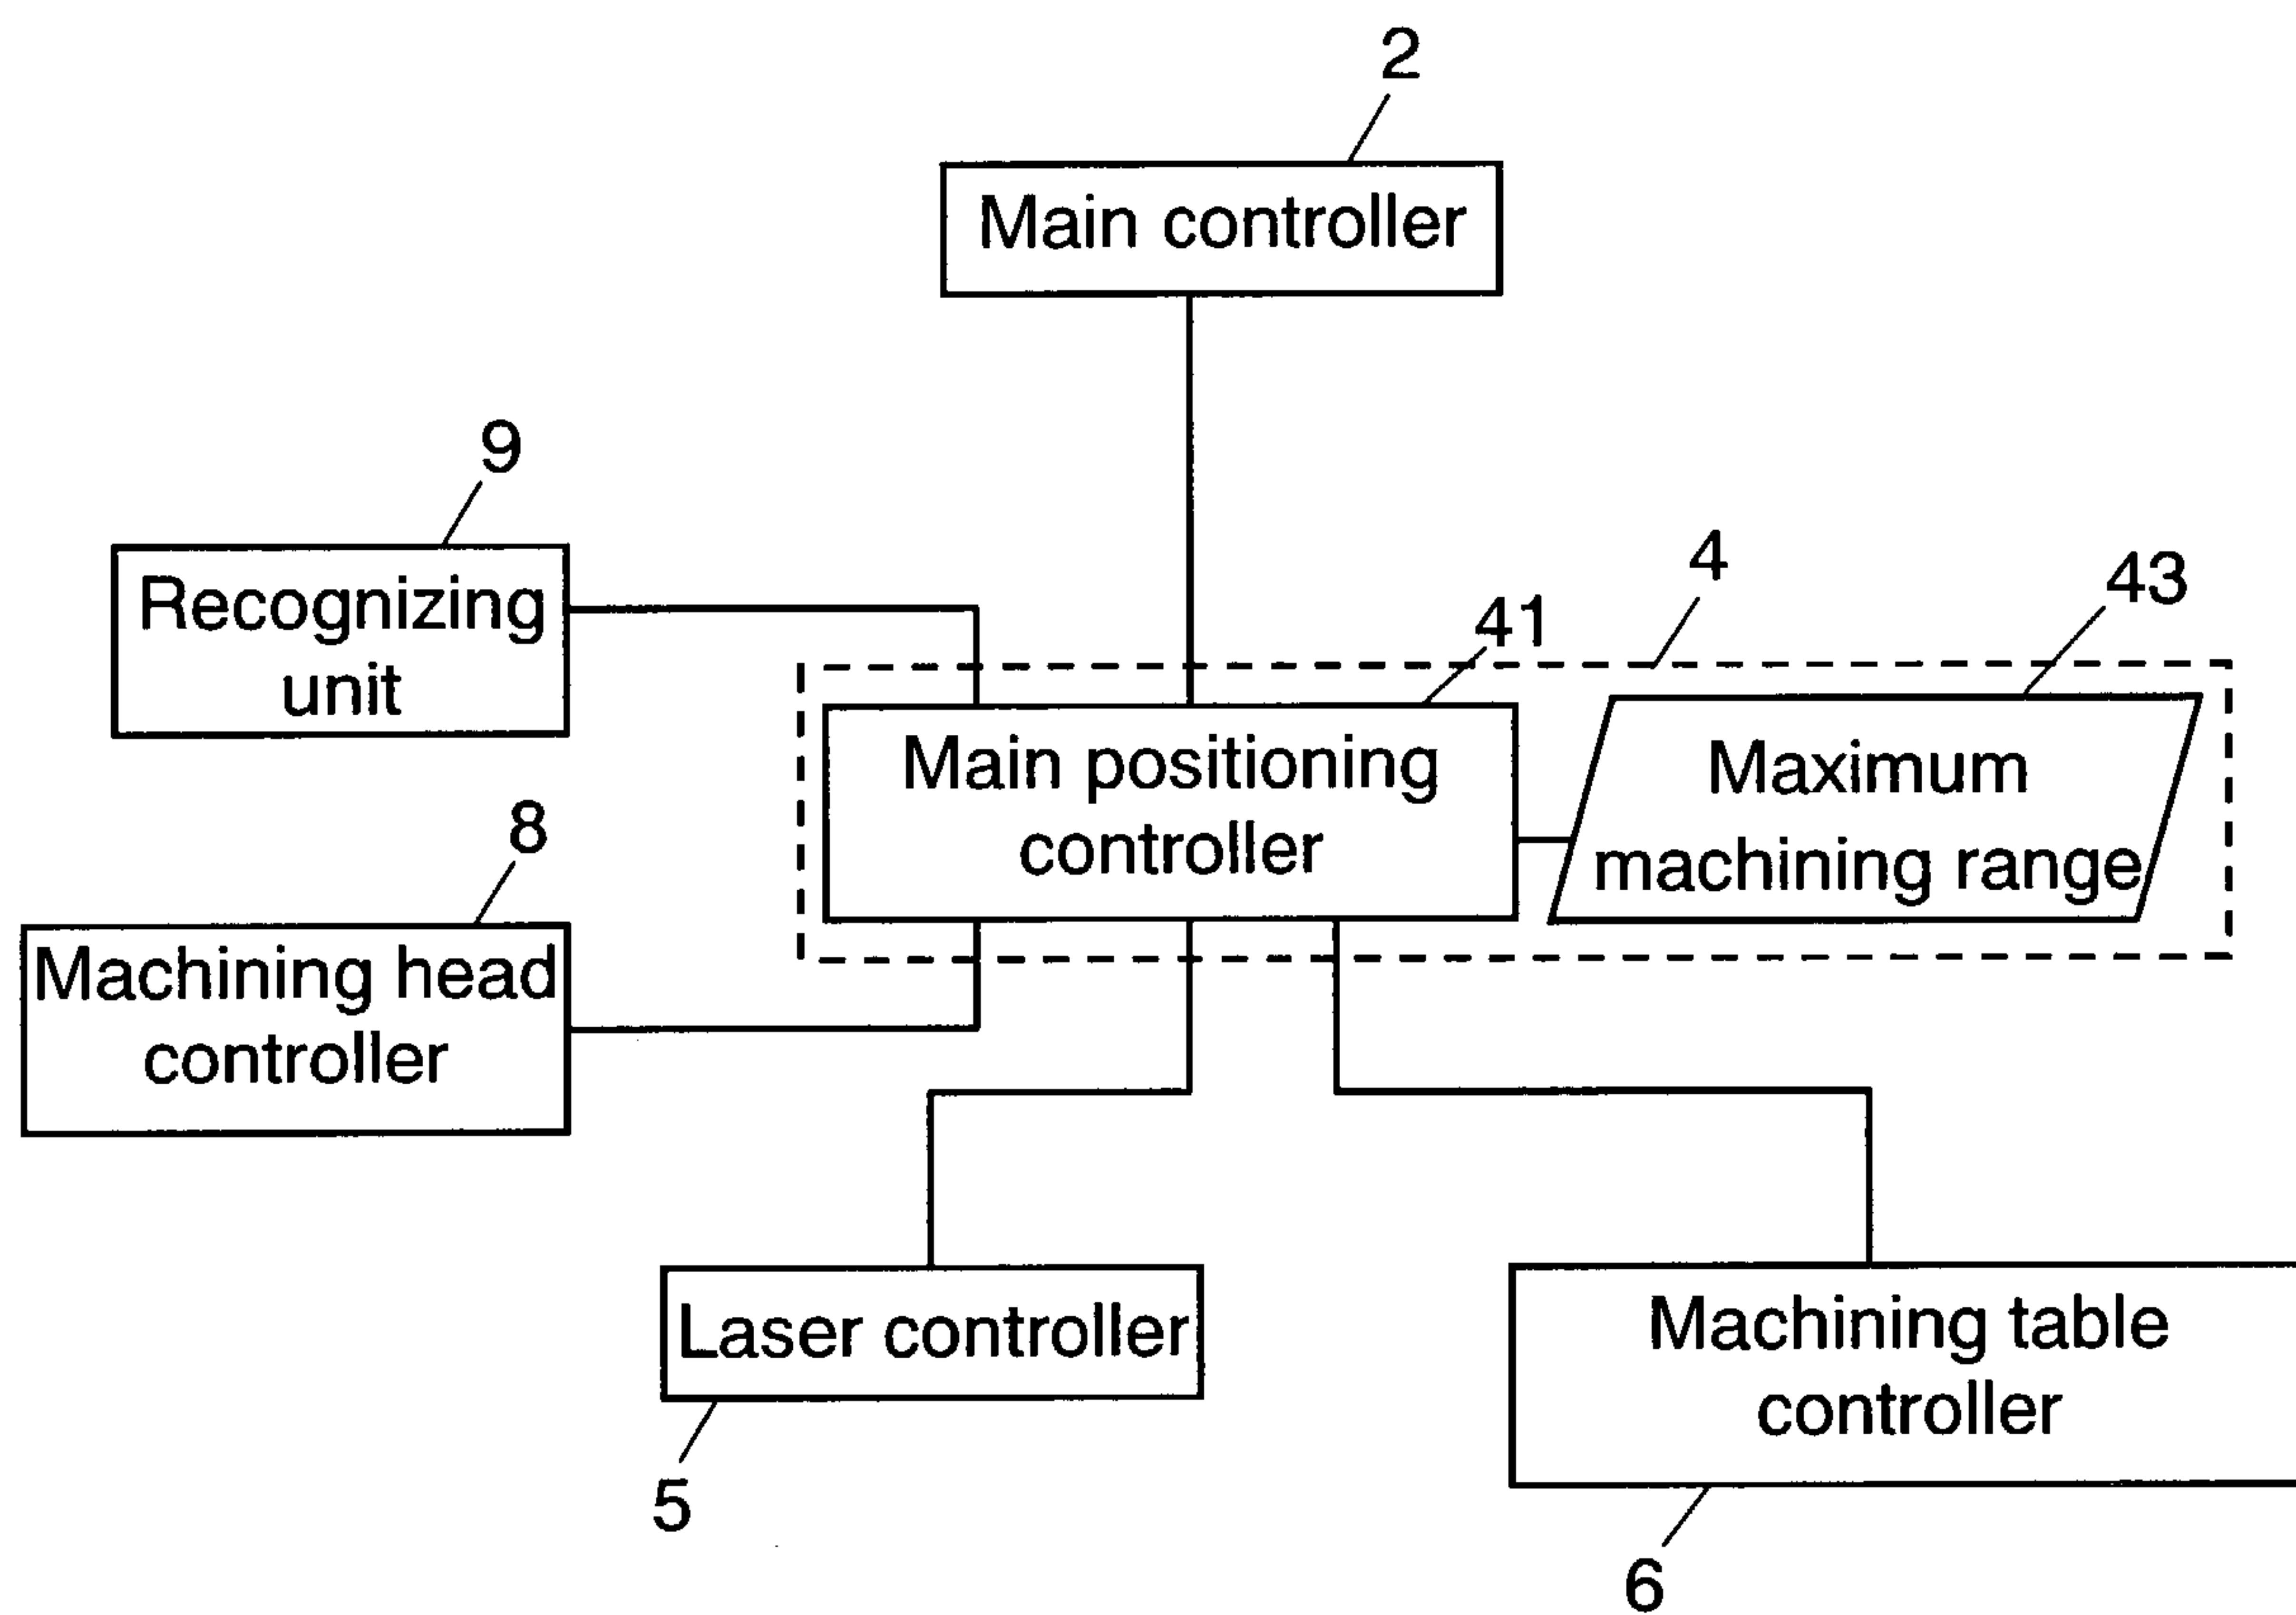 2
Main controller
9
Recognizing
unit
4
43
41
Main positioning
controller
Maximum
machining range
8
Machining head
controller
Laser controller
5
Machining table
controller
6